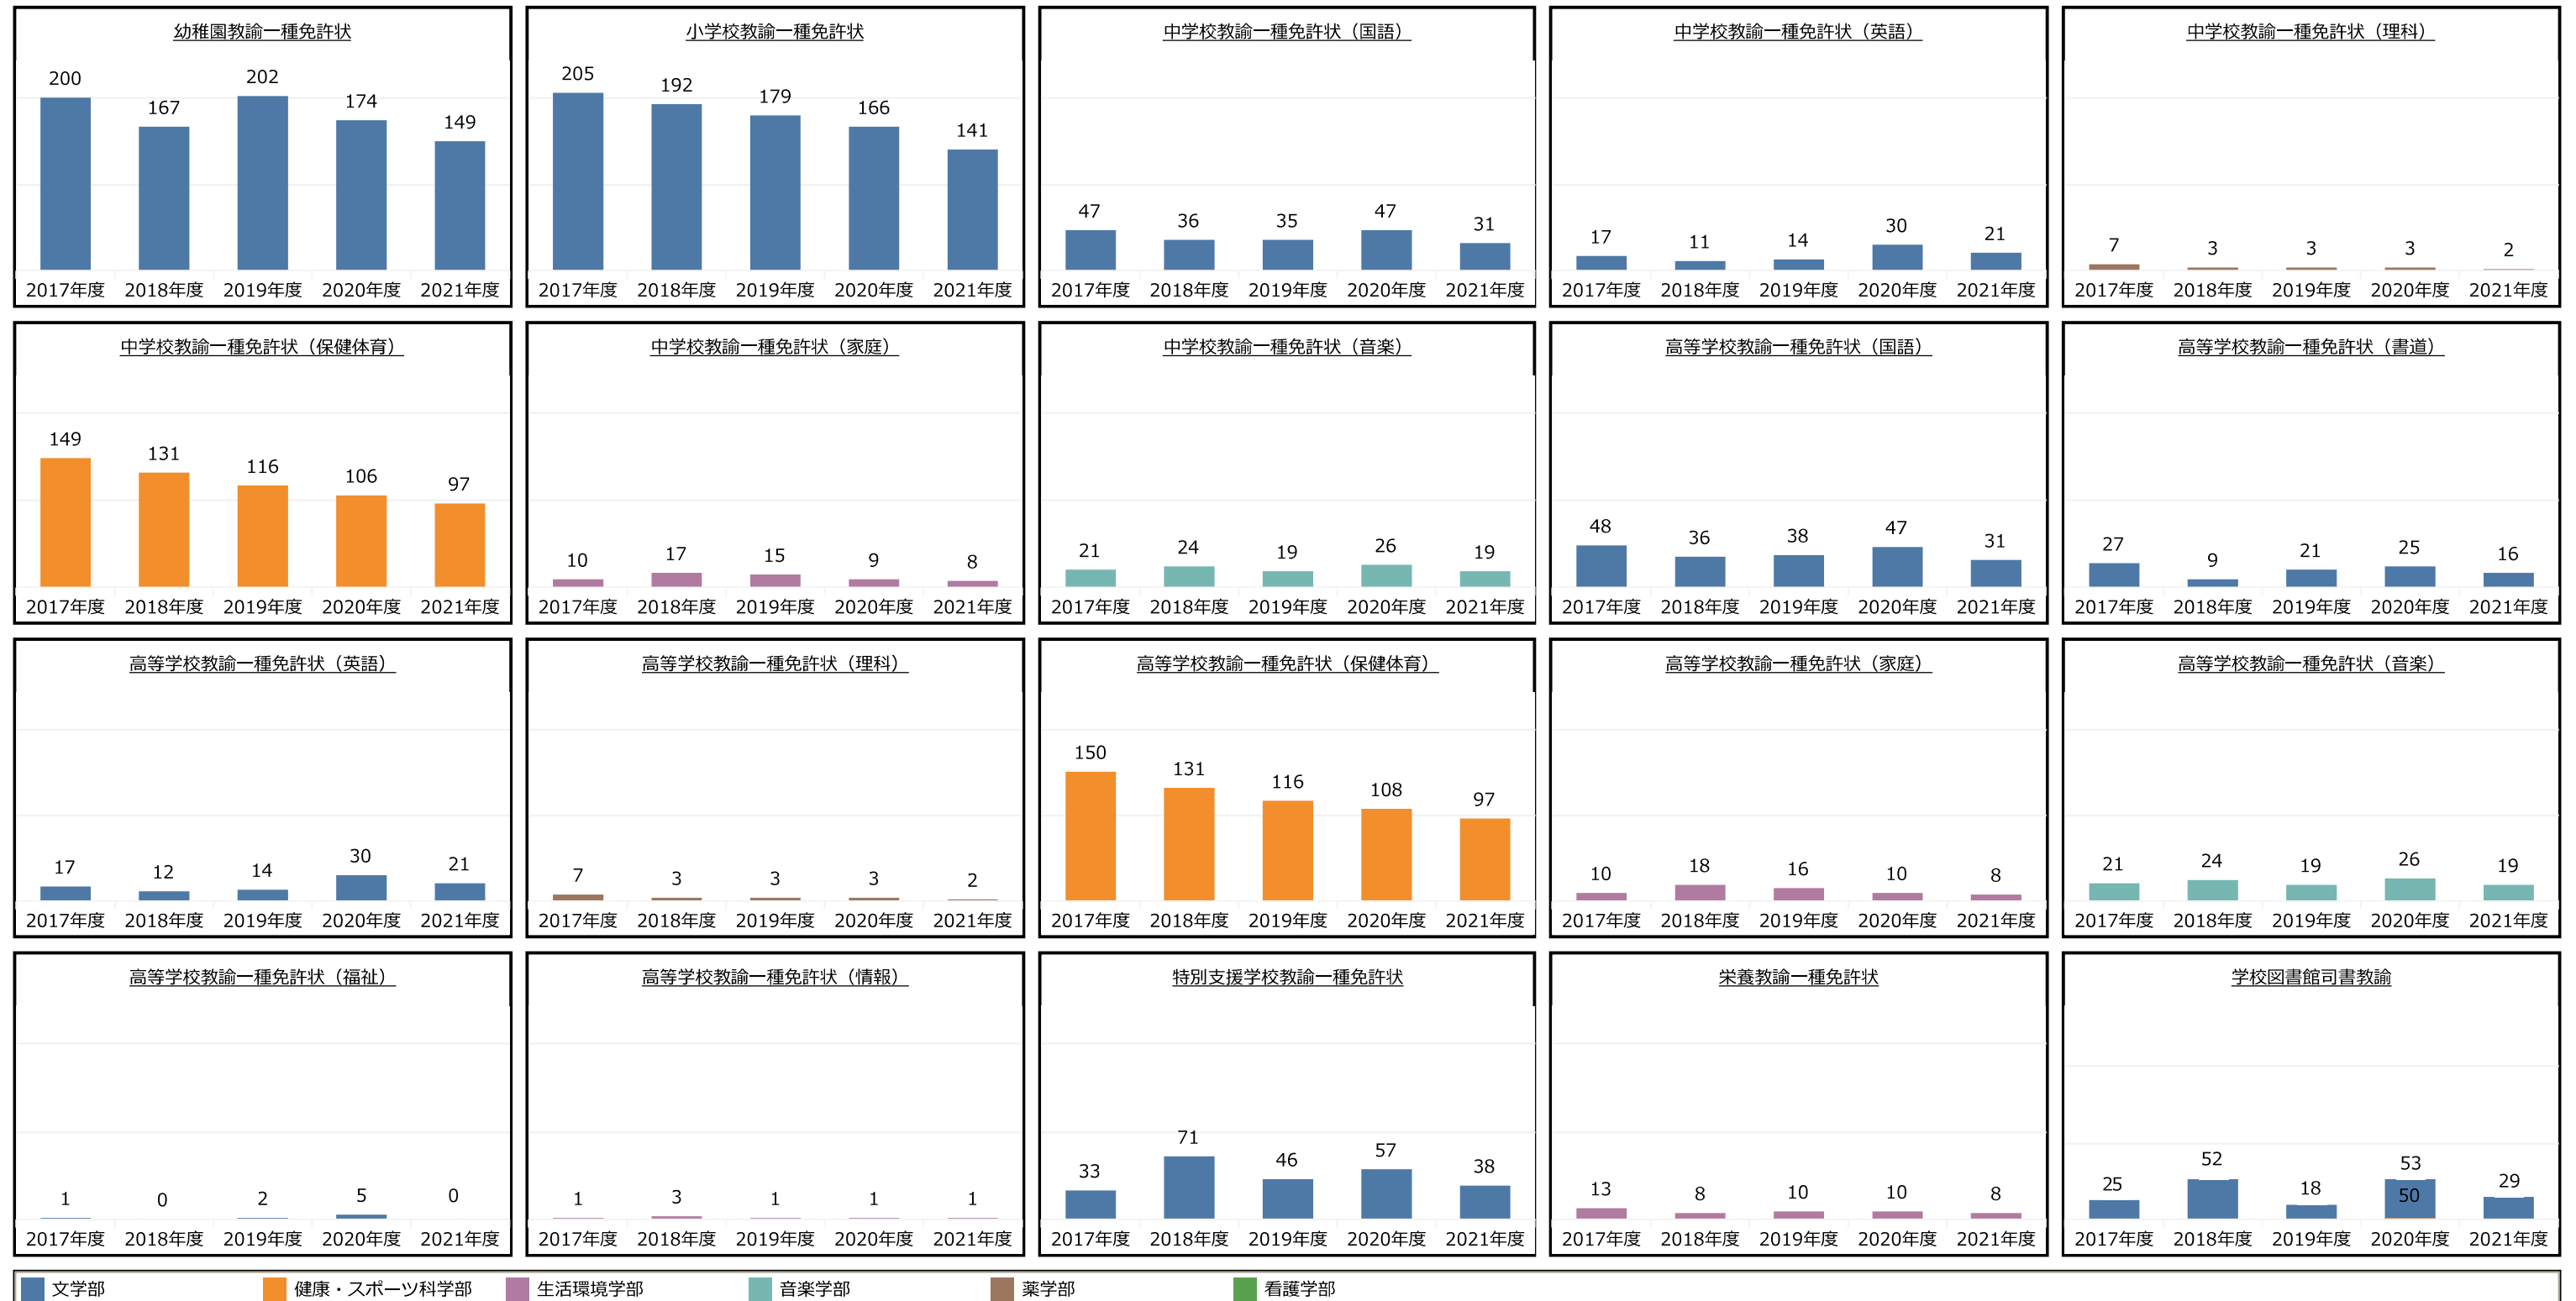 幼稚園教諭一種免許状
200 167 202 174 149
2017年度 2018年度 2019年度 2020年度 2021年度
小学校教諭一種免許状
205 192 179 166 141
2017年度 2018年度 2019年度 2020年度 2021年度
中学校教諭一種免許状（国語）
47 36 35 47 31
2017年度 2018年度 2019年度 2020年度 2021年度
中学校教諭一種免許状（英語）
17 11 14 30 21
2017年度 2018年度 2019年度 2020年度 2021年度
中学校教諭一種免許状（理科）
7 3 3 3 2
2017年度 2018年度 2019年度 2020年度 2021年度
中学校教諭一種免許状（保健体育）
149 131 116 106 97
2017年度 2018年度 2019年度 2020年度 2021年度
中学校教諭一種免許状（家庭）
10 17 15 9 8
2017年度 2018年度 2019年度 2020年度 2021年度
中学校教諭一種免許状（音楽）
21 24 19 26 19
2017年度 2018年度 2019年度 2020年度 2021年度
高等学校教諭一種免許状（国語）
48 36 38 47 31
2017年度 2018年度 2019年度 2020年度 2021年度
高等学校教諭一種免許状（書道）
27 9 21 25 16
2017年度 2018年度 2019年度 2020年度 2021年度
高等学校教諭一種免許状（英語）
17 12 14 30 21
2017年度 2018年度 2019年度 2020年度 2021年度
高等学校教諭一種免許状（理科）
7 3 3 3 2
2017年度 2018年度 2019年度 2020年度 2021年度
高等学校教諭一種免許状（保健体育）
150 131 116 108 97
2017年度 2018年度 2019年度 2020年度 2021年度
高等学校教諭一種免許状（家庭）
10 18 16 10 8
2017年度 2018年度 2019年度 2020年度 2021年度
高等学校教諭一種免許状（音楽）
21 24 19 26 19
2017年度 2018年度 2019年度 2020年度 2021年度
高等学校教諭一種免許状（福祉）
1 0 2 5 0
2017年度 2018年度 2019年度 2020年度 2021年度
高等学校教諭一種免許状（情報）
1 3 1 1 1
2017年度 2018年度 2019年度 2020年度 2021年度
特別支援学校教諭一種免許状
33 71 46 57 38
2017年度 2018年度 2019年度 2020年度 2021年度
栄養教諭一種免許状
13 8 10 10 8
2017年度 2018年度 2019年度 2020年度 2021年度
学校図書館司書教諭
25 52 18 53 29
50
2017年度 2018年度 2019年度 2020年度 2021年度
文学部 健康・スポーツ科学部 生活環境学部 音楽学部 薬学部 看護学部